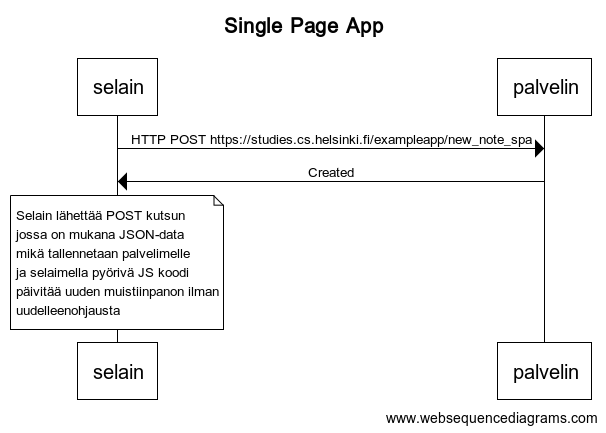 Single Page App
selain
palvelin
HTTP POST https://studies.cs.helsinki.fi/exampleapp/new_note_spa
Created
Selain lähettää POST kutsun
jossa on mukana JSON-data
mikä tallennetaan palvelimelle
ja selaimella pyörivä JS koodi
päivitää uuden muistiinpanon ilman
uudelleenohjausta
selain
palvelin
www.websequencediagrams.com